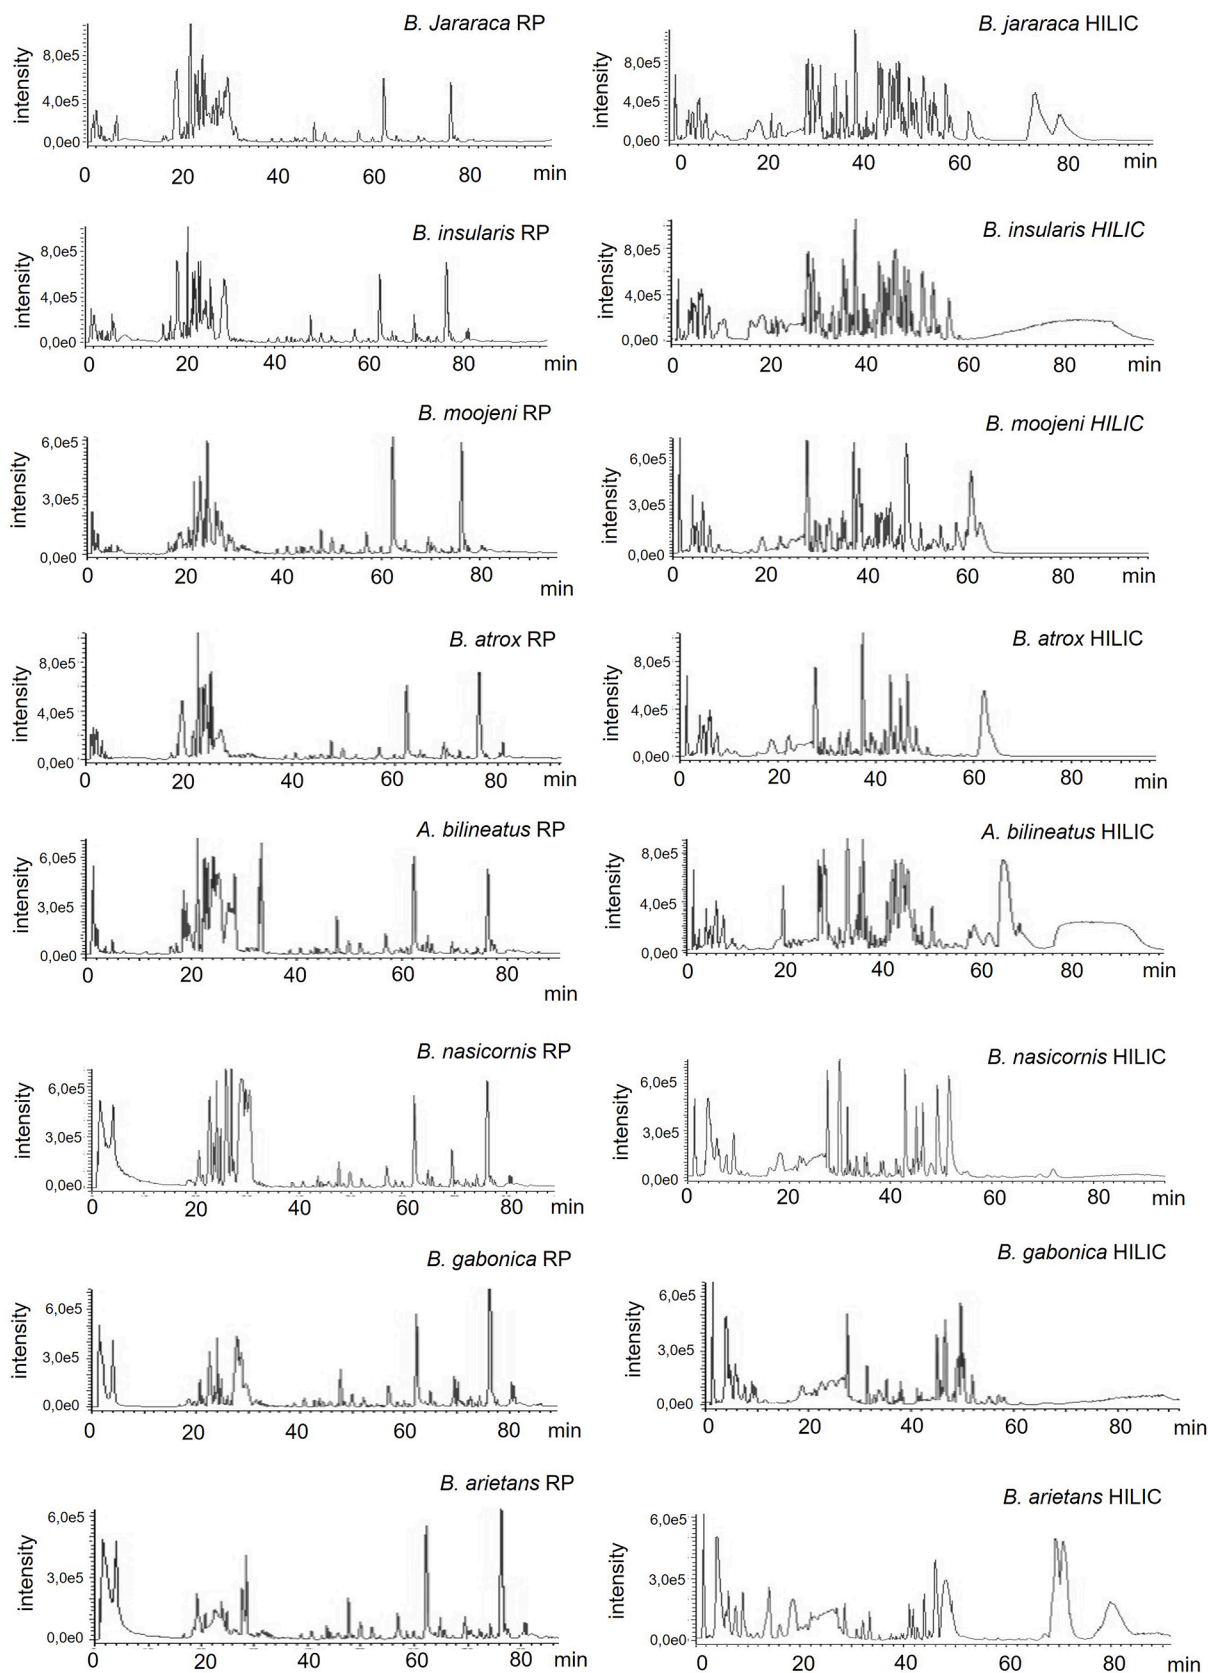 B. Jararaca RP
intensity
8,0e5
4,0e5
0,0e0
0 20 40 60 80 min
B. jararaca HILIC
intensity
8,0e5
4,0e5
0,0e0
0 20 40 60 80 min
B. insularis RP
intensity
8,0e5
4,0e5
0,0e0
0 20 40 60 80 min
B. insularis HILIC
intensity
8,0e5
4,0e5
0,0e0
0 20 40 60 80 min
B. moojeni RP
intensity
6,0e5
3,0e5
0,0e0
0 20 40 60 80
min
B. moojeni HILIC
intensity
6,0e5
3,0e5
0,0e0
0 20 40 60 80 min
B. atrox RP
intensity
8,0e5
4,0e5
0,0e0
0 20 40 60 80 min
B. atrox HILIC
intensity
8,0e5
4,0e5
0,0e0
0 20 40 60 80 min
A. bilineatus RP
intensity
6,0e5
3,0e5
0,0e0
0 20 40 60 80
min
A. bilineatus HILIC
intensity
8,0e5
4,0e5
0,0e0
0 20 40 60 80 min
B. nasicornis RP
intensity
6,0e5
3,0e5
0,0e0
0 20 40 60 80 min
B. nasicornis HILIC
intensity
6,0e5
3,0e5
0,0e0
0 20 40 60 80 min
B. gabonica RP
intensity
6,0e5
3,0e5
0,0e0
0 20 40 60 80 min
B. gabonica HILIC
intensity
6,0e5
3,0e5
0,0e0
0 20 40 60 80 min
B. arietans RP
intensity
6,0e5
3,0e5
0,0e0
0 20 40 60 80 min
B. arietans HILIC
intensity
6,0e5
3,0e5
0,0e0
0 20 40 60 80 min